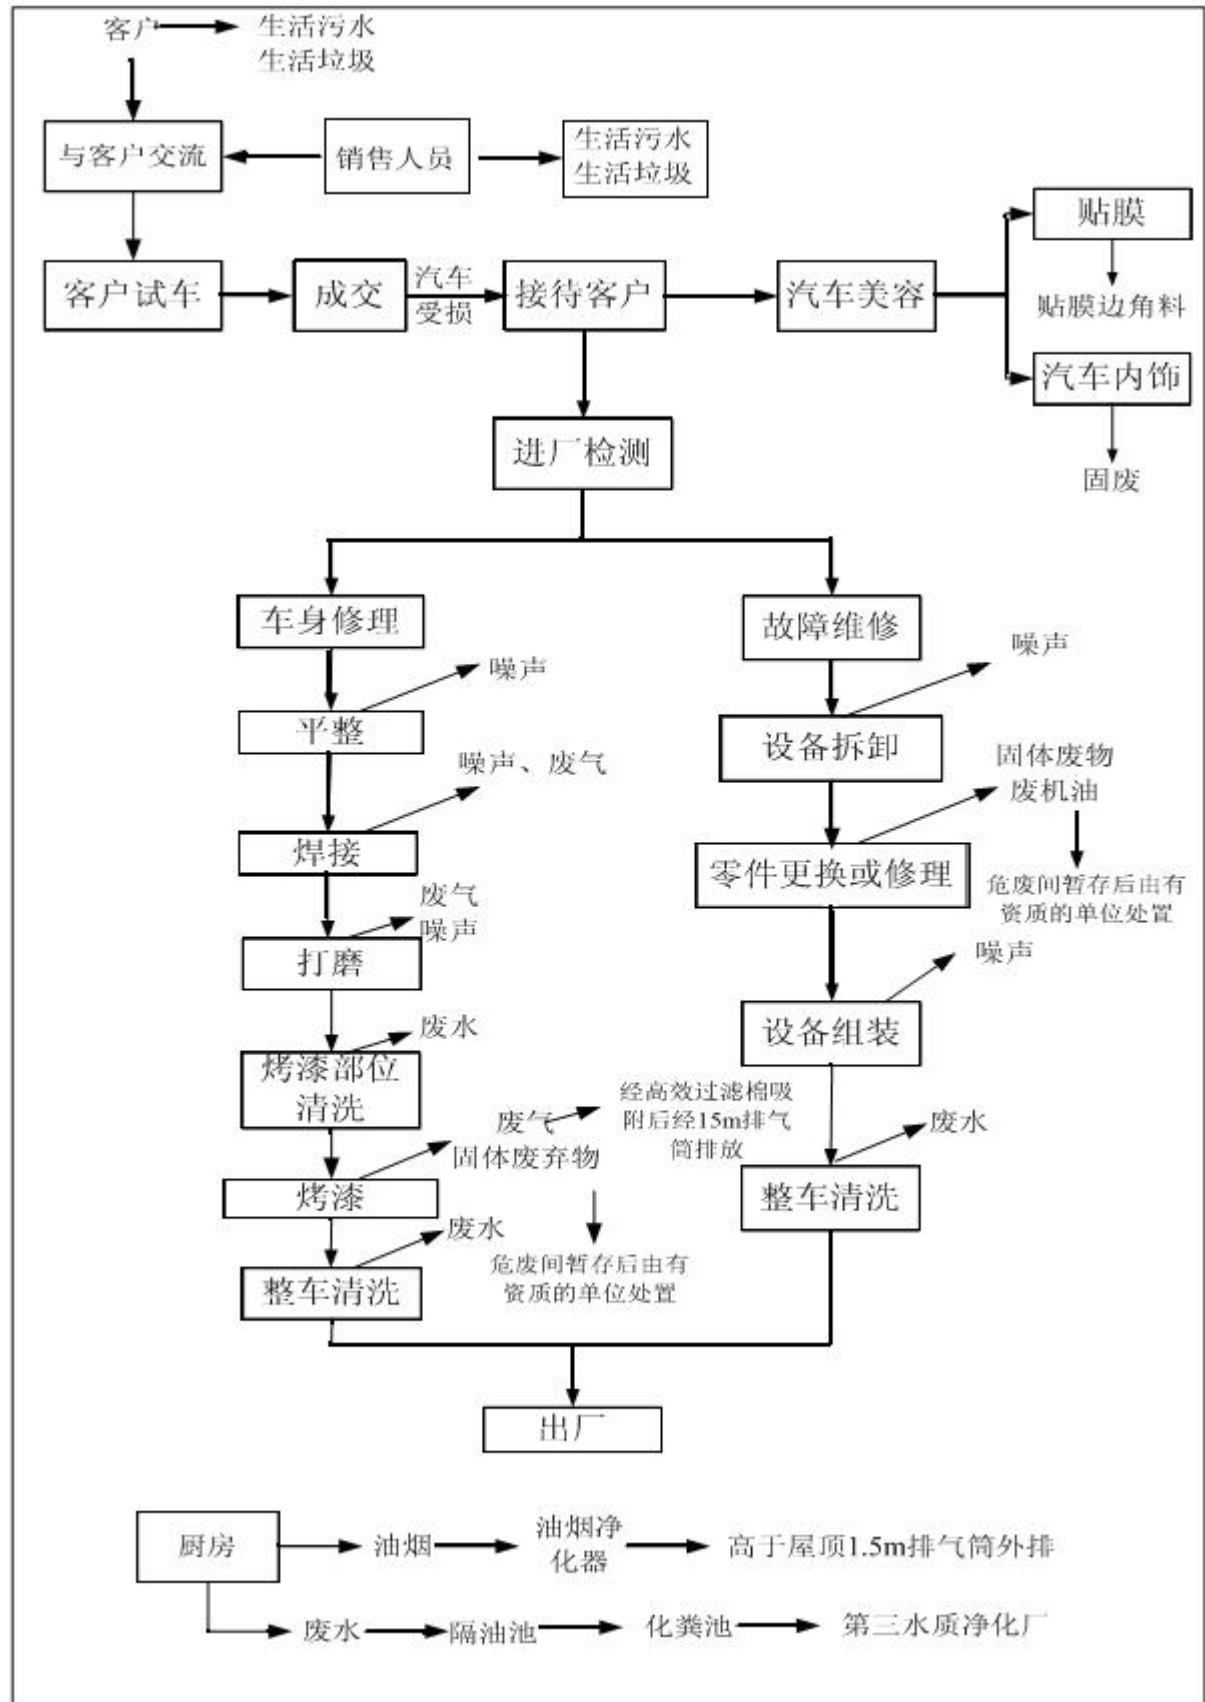 客户
生活污水
生活垃圾
与客户交流
销售人员
生活污水
生活垃圾
贴膜
客户试车
成交
汽车
受损
接待客户
汽车美容
贴膜边角料
汽车内饰
进厂检测
固废
车身修理
故障维修
噪声
噪声
平整
设备拆卸
噪声、废气
固体废物
废机油
焊接
零件更换或修理
危废间暂存后由有
资质的单位处置
废气
噪声
打磨
噪声
废水
设备组装
烤漆部位
清洗
经高效过滤棉吸
附后经15m排气
筒排放
废气
固体废弃物
废水
烤漆
整车清洗
废水
危废间暂存后由有
资质的单位处置
整车清洗
出厂
厨房
油烟
油烟净
化器
高于屋顶1.5m排气筒外排
废水
隔油池
化粪池
第三水质净化厂